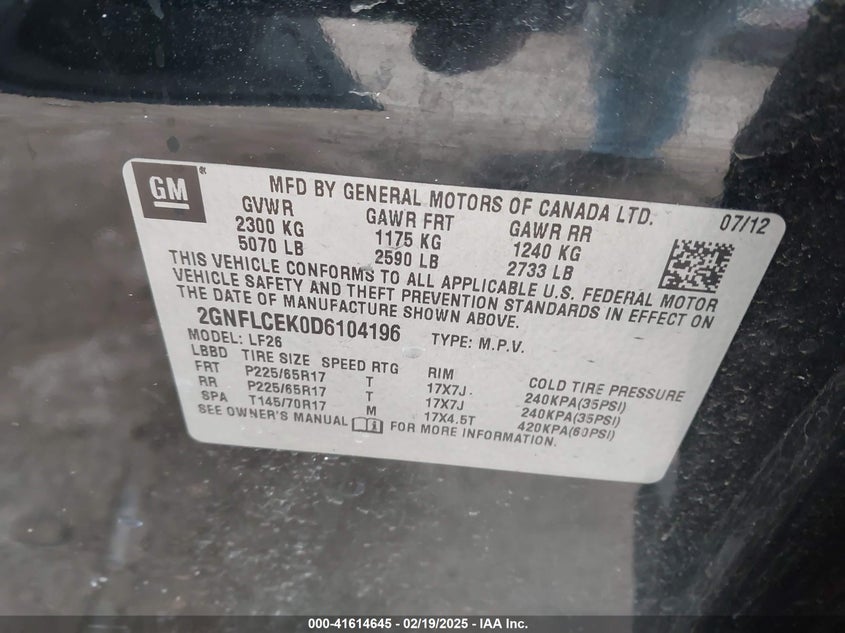 GM
MFD BY GENERAL MOTORS OF CANADA LTD. 07/12
GVWR GAWR FRT GAWR RR
2300 KG 1175 KG 1240 KG
5070 LB 2590 LB 2733 LB
THIS VEHICLE CONFORMS TO ALL APPLICABLE U.S. FEDERAL MOTOR
VEHICLE SAFETY AND THEFT PREVENTION STANDARDS IN EFFECT ON
THE DATE OF MANUFACTURE SHOWN ABOVE.
2GNFLCEK0D6104196 TYPE: M.P.V.
MODEL: LF26
LBBD TIRE SIZE SPEED RTG RIM COLD TIRE PRESSURE
FRT P225/65R17 T 17X7J 240KPA(35PSI)
RR P225/65R17 T 17X7J 240KPA(35PSI)
SPA T145/70R17 M 17X4.5T 420KPA(60PSI)
SEE OWNER'S MANUAL FOR MORE INFORMATION.
000-41614645 - 02/19/2025 - IAA Inc.